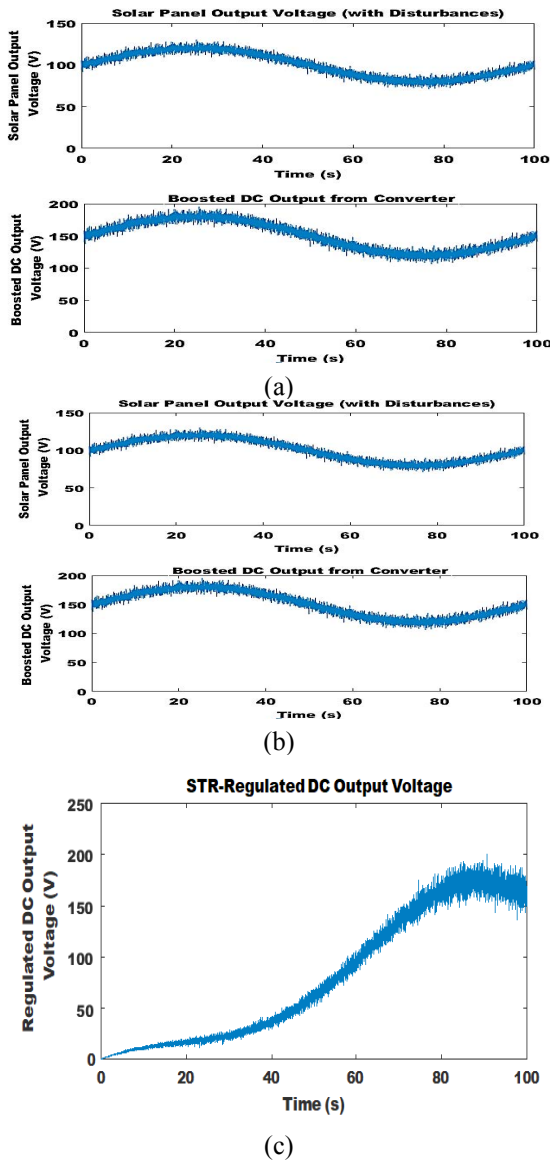 Solar Panel Output Voltage (with Disturbances)
150
100
50
0
Solar Panel Output
Voltage (V)
0 20 40 60 80 100
Time (s)
Boosted DC Output from Converter
200
150
100
50
0
Boosted DC Output
Voltage (V)
0 20 40 60 80 100
Time (s)
(a)
Solar Panel Output Voltage (with Disturbances)
150
100
50
0
Solar Panel Output
Voltage (V)
0 20 40 60 80 100
Time (s)
Boosted DC Output from Converter
200
150
100
50
0
Boosted DC Output
Voltage (V)
0 20 40 60 80 100
Time (s)
(b)
STR-Regulated DC Output Voltage
250
200
150
100
50
0
Regulated DC Output
Voltage (V)
0 20 40 60 80 100
Time (s)
(c)